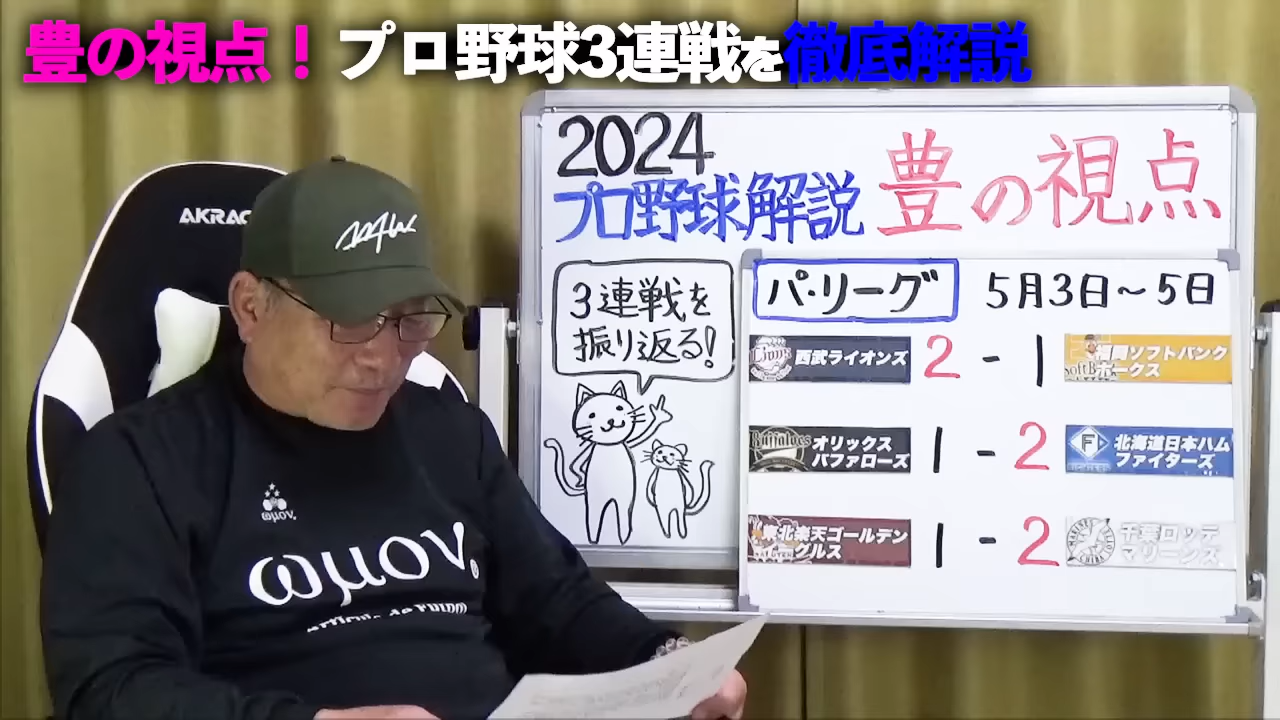 豊の視点！プロ野球3連戦を徹底解説
2024
プロ野球解説 豊の視点
3連戦を
振り返る!
パ・リーグ 5月3日～5日
Lions 西武ライオンズ 2 - 1 福岡ソフトバンク
ホークス
Buffaloes オリックス
バファローズ 1 - 2 F 北海道日本ハム
ファイターズ
東北楽天ゴールデン
イーグルス 1 - 2 千葉ロッテ
マリーンズ
ωμον
ωμον